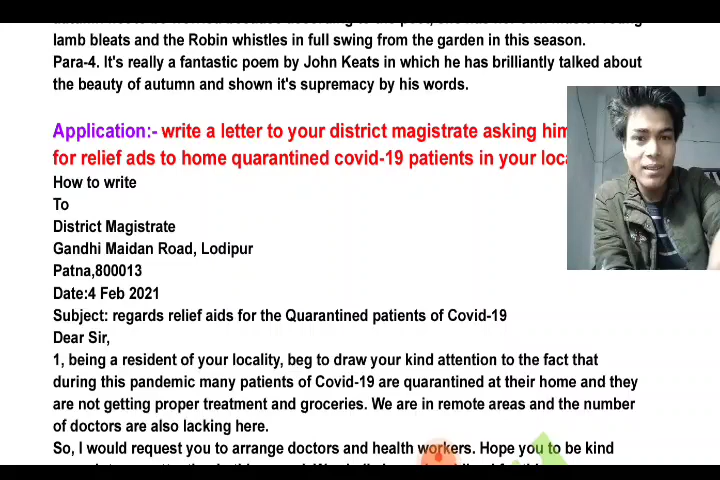 lamb bleats and the Robin whistles in full swing from the garden in this season.
Para-4. It's really a fantastic poem by John Keats in which he has brilliantly talked about
the beauty of autumn and shown it's supremacy by his words.
Application:- write a letter to your district magistrate asking him
for relief ads to home quarantined covid-19 patients in your
How to write
To
District Magistrate
Gandhi Maidan Road, Lodipur
Patna,800013
Date:4 Feb 2021
Subject: regards relief aids for the Quarantined patients of Covid-19
Dear Sir,
1, being a resident of your locality, beg to draw your kind attention to the fact that
during this pandemic many patients of Covid-19 are quarantined at their home and they
are not getting proper treatment and groceries. We are in remote areas and the number
of doctors are also lacking here.
So, I would request you to arrange doctors and health workers. Hope you to be kind